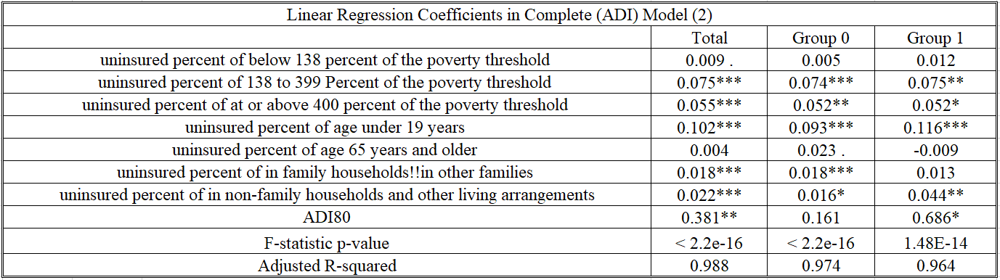 Linear Regression Coefficients in Complete (ADI) Model (2)
Total Group 0 Group 1
uninsured percent of below 138 percent of the poverty threshold 0.009 . 0.005 0.012
uninsured percent of 138 to 399 Percent of the poverty threshold 0.075*** 0.074*** 0.075**
uninsured percent of at or above 400 percent of the poverty threshold 0.055*** 0.052** 0.052*
uninsured percent of age under 19 years 0.102*** 0.093*** 0.116***
uninsured percent of age 65 years and older 0.004 0.023 . -0.009
uninsured percent of in family households!!in other families 0.018*** 0.018*** 0.013
uninsured percent of in non-family households and other living arrangements 0.022*** 0.016* 0.044**
ADI80 0.381** 0.161 0.686*
F-statistic p-value < 2.2e-16 < 2.2e-16 1.48E-14
Adjusted R-squared 0.988 0.974 0.964